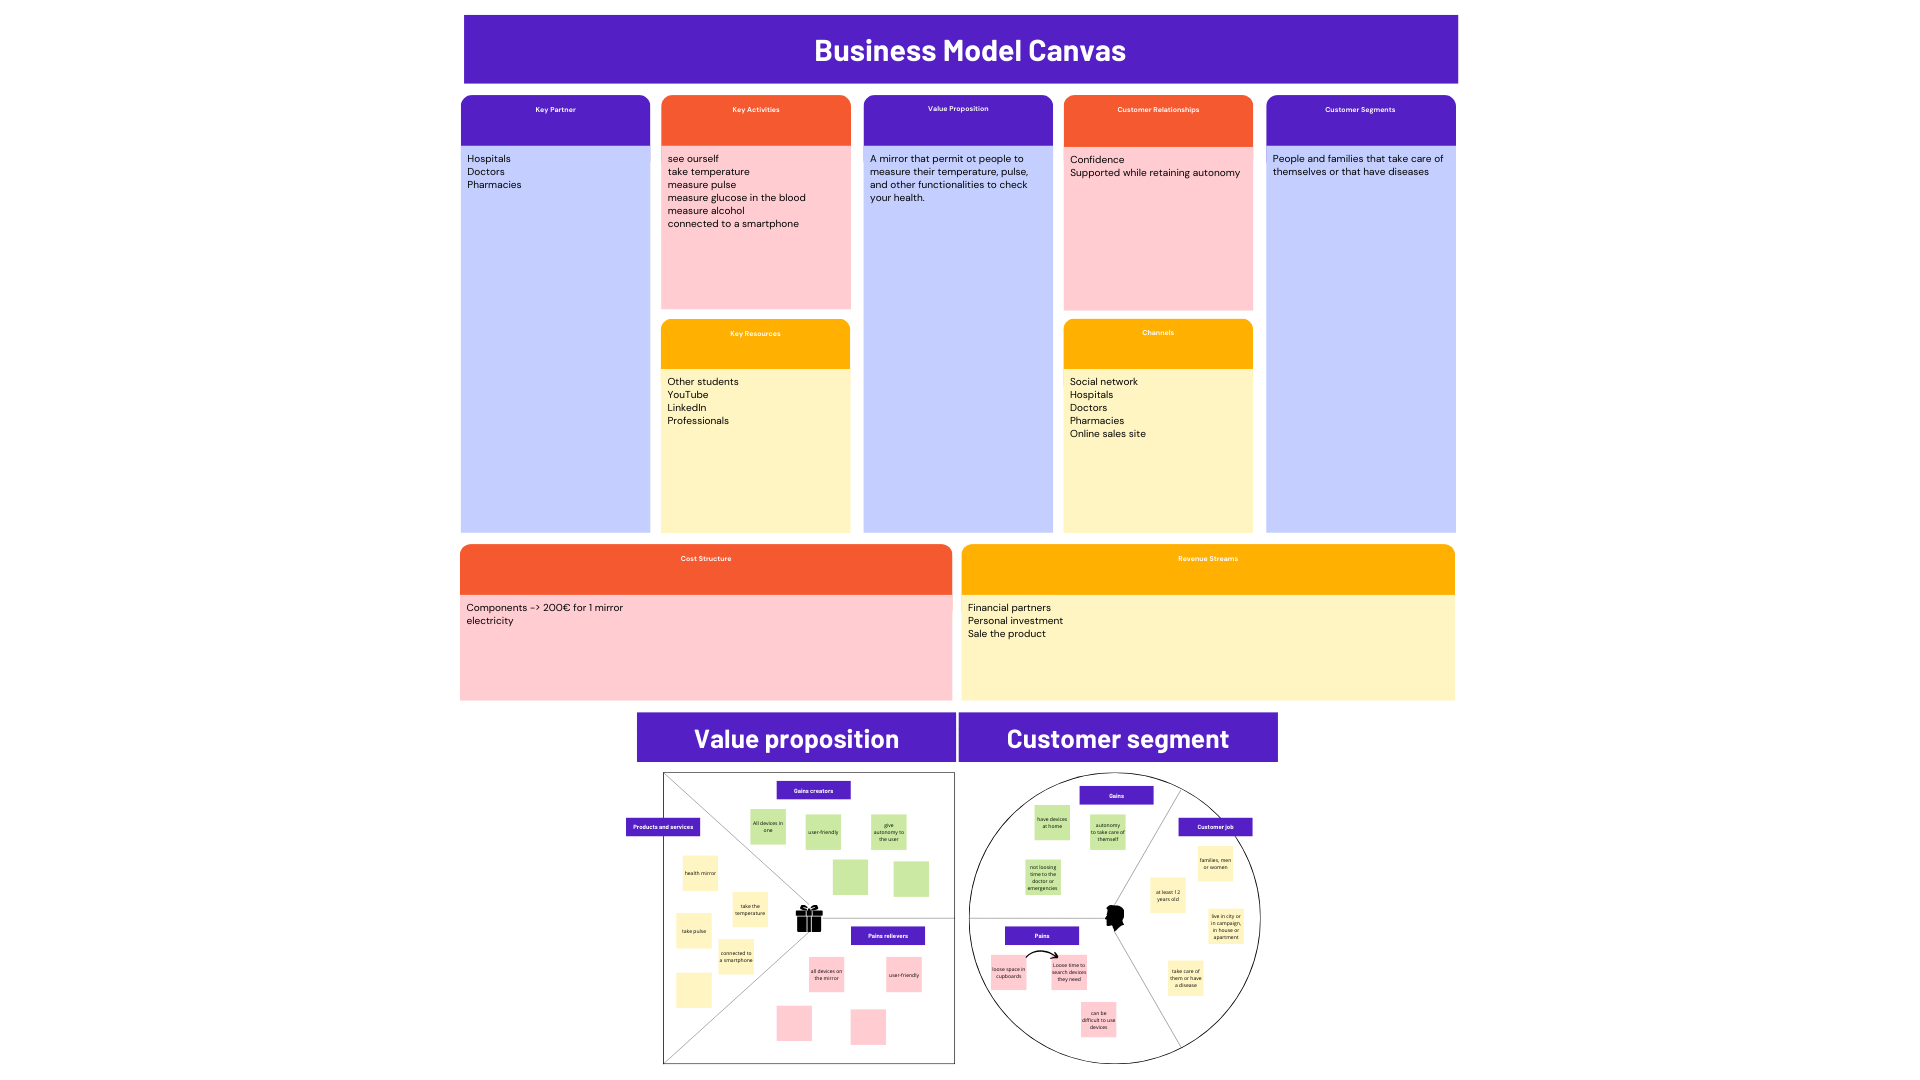 Business Model Canvas
Key Partner
Hospitals
Doctors
Pharmacies
Key Activities
see ourself
take temperature
measure pulse
measure glucose in the blood
measure alcohol
connected to a smartphone
Key Resources
Other students
YouTube
LinkedIn
Professionals
Value Proposition
A mirror that permit ot people to
measure their temperature, pulse,
and other functionalities to check
your health.
Customer Relationships
Confidence
Supported while retaining autonomy
Channels
Social network
Hospitals
Doctors
Pharmacies
Online sales site
Customer Segments
People and families that take care of
themselves or that have diseases
Cost Structure
Components -> 200€ for 1 mirror
electricity
Revenue Streams
Financial partners
Personal investment
Sale the product
Value proposition
Products and services
health mirror
take the
temperature
take pulse
connected to
a smartphone
Gains creators
All devices in
one
user-friendly
give
autonomy to
the user
Pains relievers
all devices on
the mirror
user-friendly
Customer segment
Gains
have devices
at home
autonomy
to take care of
themself
not loosing
time to the
doctor or
emergencies
Pains
loose space in
cupboards
Loose time to
search devices
they need
can be
difficult to use
devices
Customer job
families, men
or women
at least 12
years old
live in city or
in campaign,
in house or
apartment
take care of
them or have
a disease